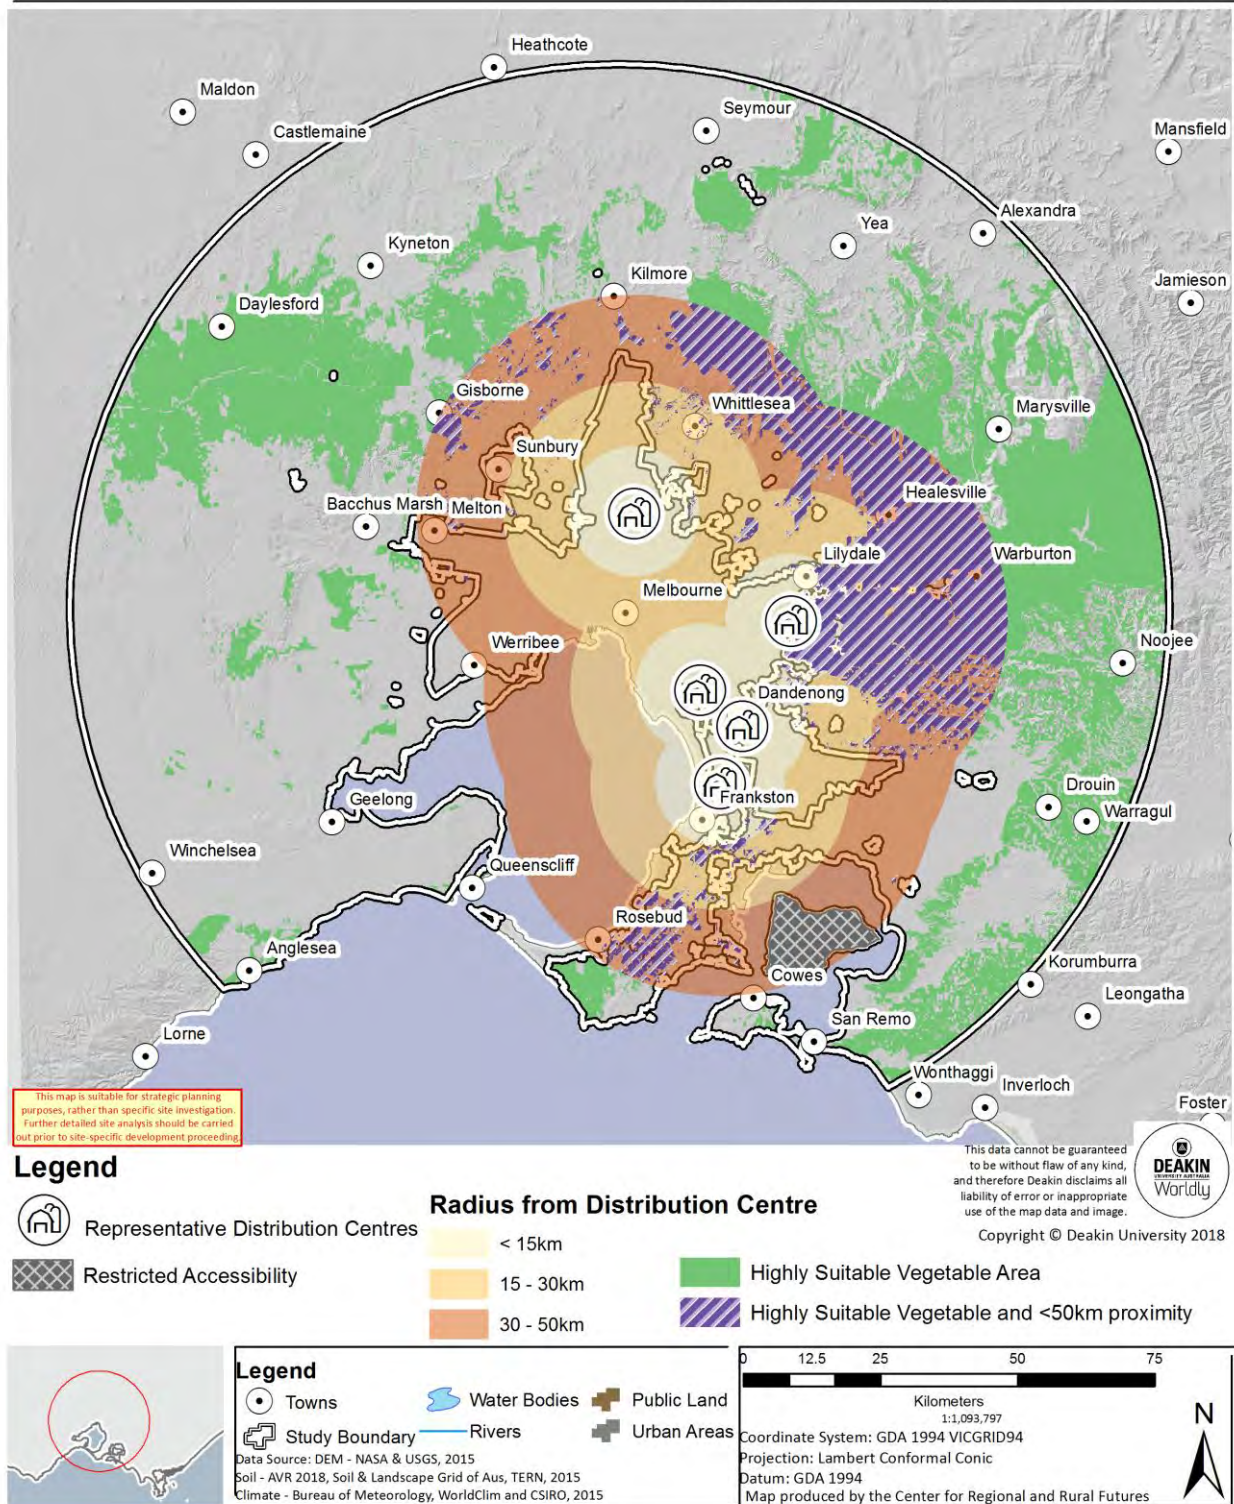 Heathcote
Maldon
Seymour
Castlemaine
Mansfield
Alexandra
Yea
Kyneton
Kilmore
Jamieson
Daylesford
Gisborne
Whittlesea
Marysville
Sunbury
Healesville
Bacchus Marsh
Melton
Lilydale
Warburton
Melbourne
Noojee
Werribee
Dandenong
Geelong
Frankston
Drouin
Warragul
Winchelsea
Queenscliff
Rosebud
Anglesea
Cowes
Korumburra
Leongatha
San Remo
Lorne
Wonthaggi
Inverloch
Foster
This map is suitable for strategic planning
purposes, rather than specific site investigation.
Further detailed site analysis should be carried
out prior to site-specific development proceeding.
This data cannot be guaranteed
to be without flaw of any kind,
and therefore Deakin disclaims all
liability of error or inappropriate
use of the map data and image.
DEAKIN
UNIVERSITY AUSTRALIA
Worldly
Copyright © Deakin University 2018
Legend
Representative Distribution Centres
Restricted Accessibility
Radius from Distribution Centre
< 15km
15 - 30km
30 - 50km
Highly Suitable Vegetable Area
Highly Suitable Vegetable and <50km proximity
Legend
Towns
Water Bodies
Public Land
Study Boundary
Rivers
Urban Areas
Data Source: DEM - NASA & USGS, 2015
Soil - AVR 2018, Soil & Landscape Grid of Aus, TERN, 2015
Climate - Bureau of Meteorology, WorldClim and CSIRO, 2015
0 12.5 25 50 75
Kilometers
1:1,093,797
Coordinate System: GDA 1994 VICGRID94
Projection: Lambert Conformal Conic
Datum: GDA 1994
Map produced by the Center for Regional and Rural Futures
N